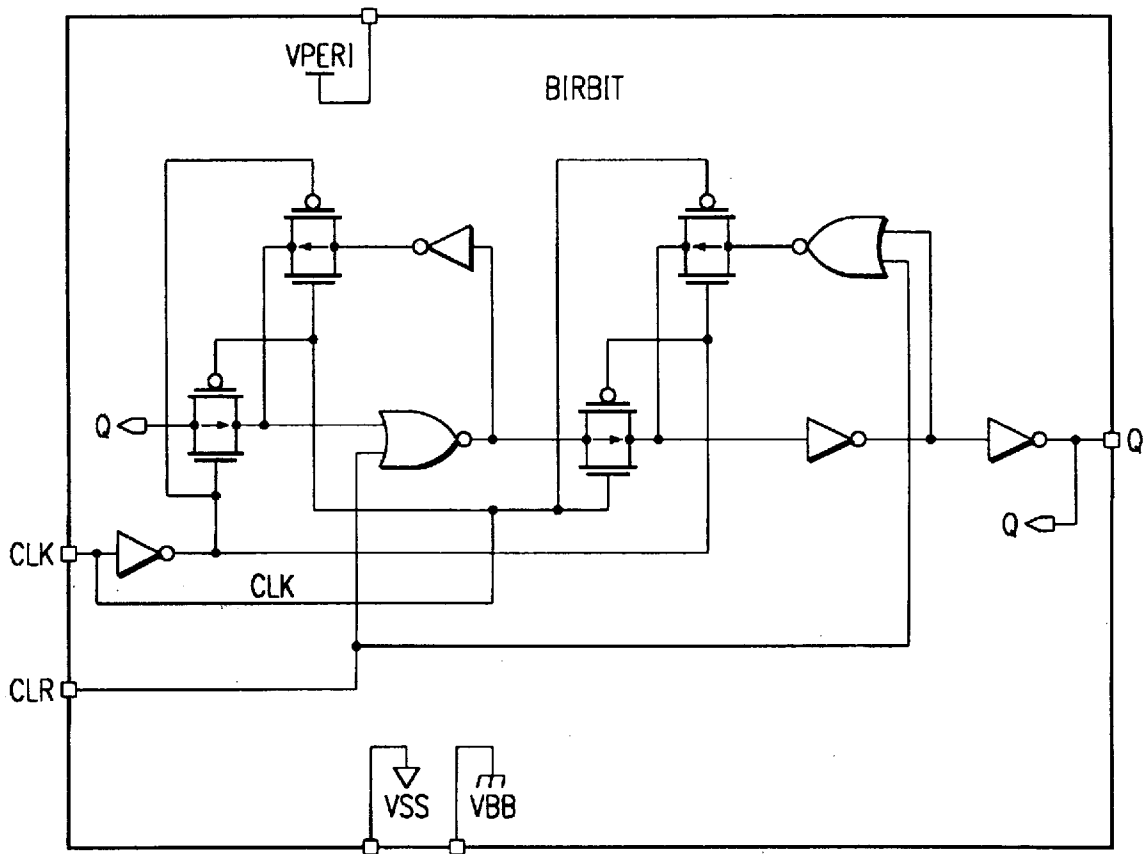 VPERI
BIRBIT
Q
Q
Q
CLK
CLK
CLR
VSS
VBB